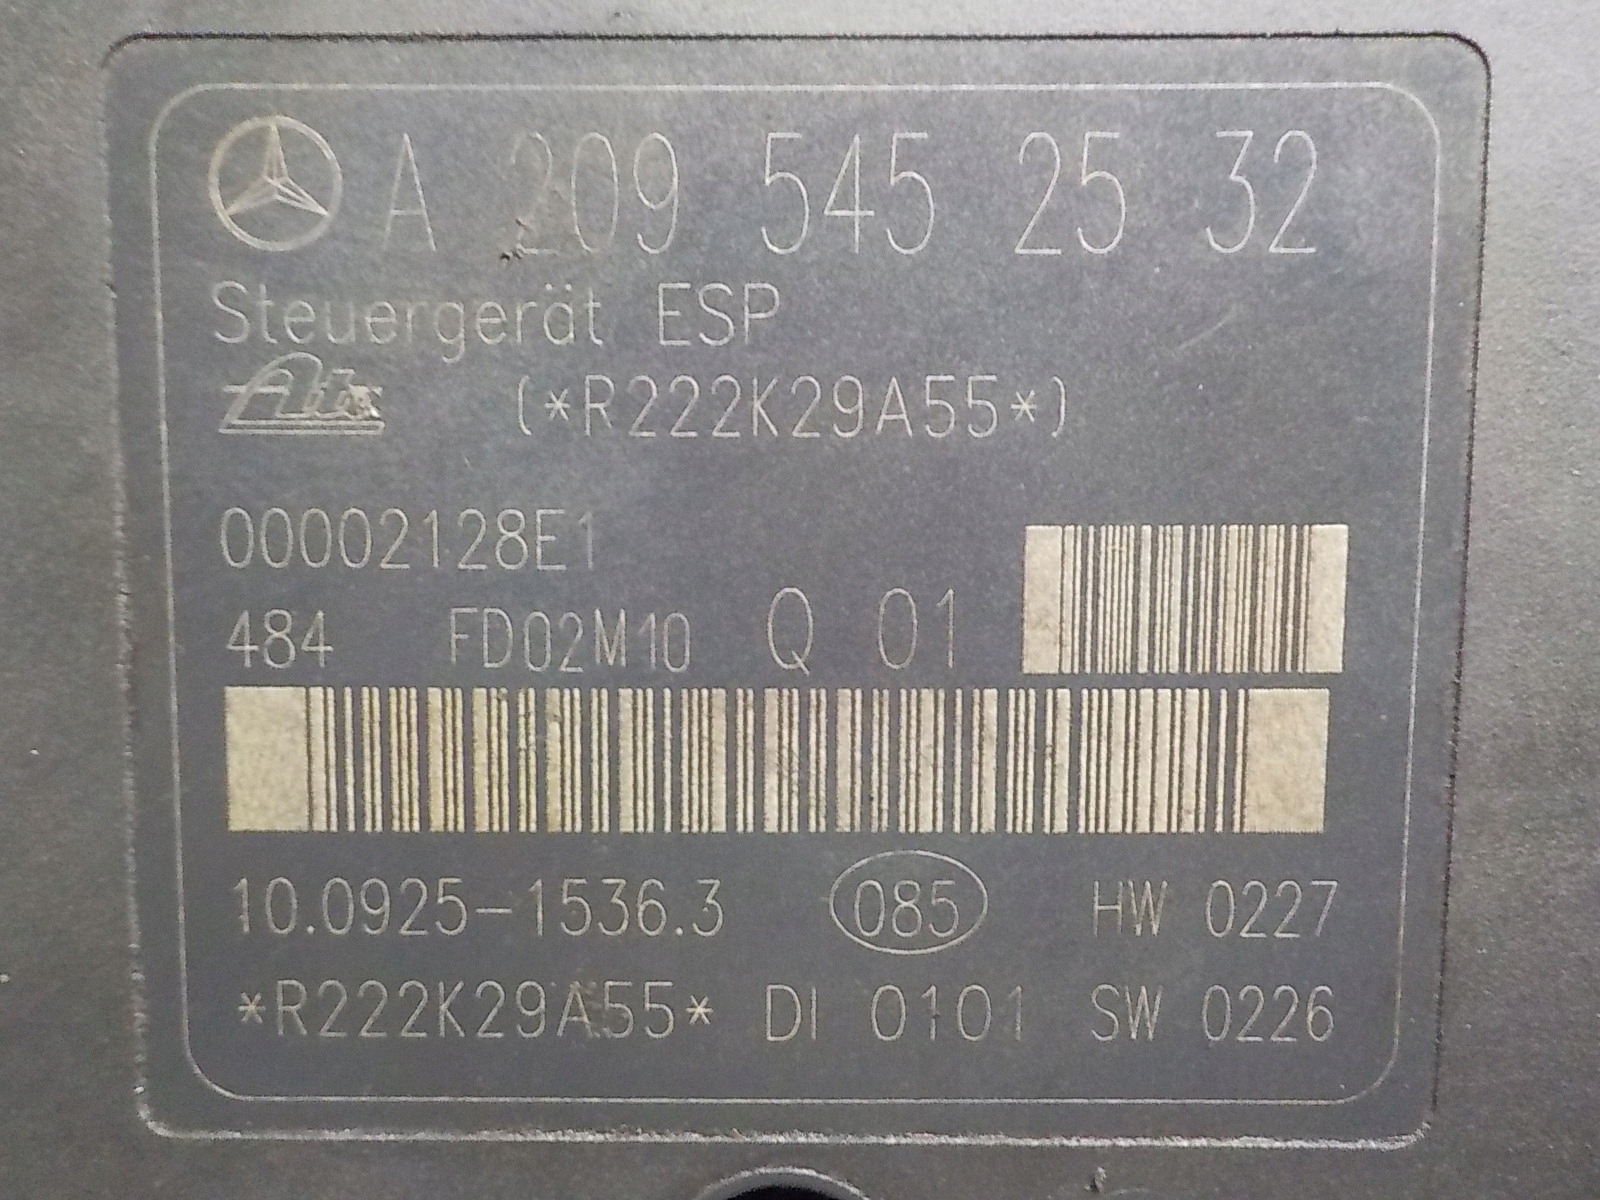 A 209 545 25 32
Steuergerät ESP
Ate (*R222K29A55*)
00002128E1
484 FD02M10 Q 01
10.0925-1536.3 085 HW 0227
*R222K29A55* DI 0101 SW 0226